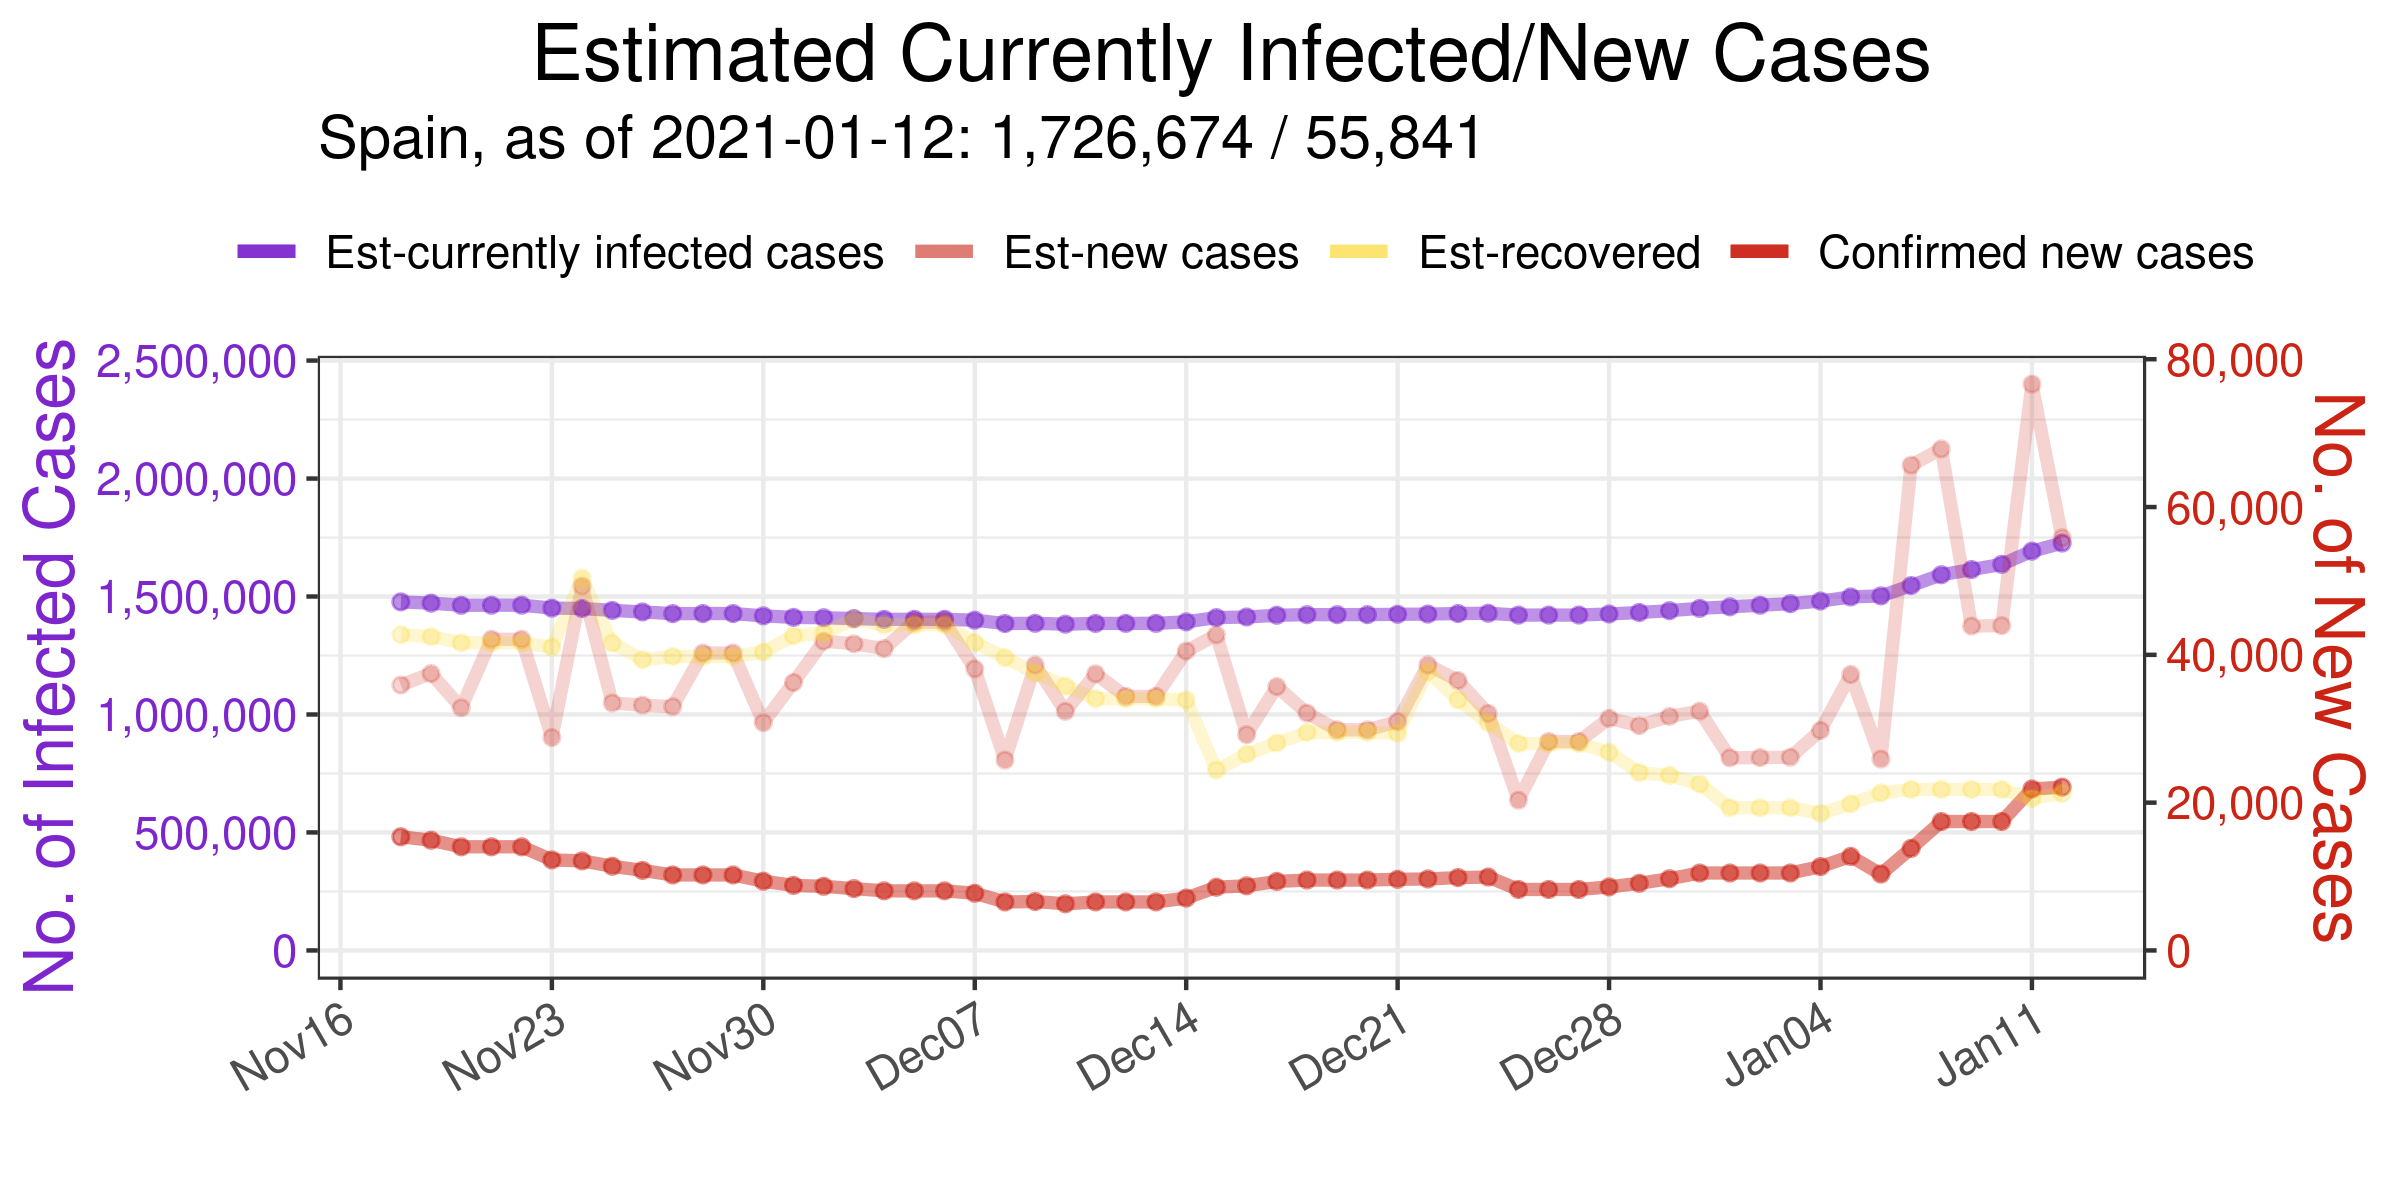 Estimated Currently Infected/New Cases
Spain, as of 2021-01-12: 1,726,674 / 55,841
Est-currently infected cases Est-new cases Est-recovered Confirmed new cases
No. of Infected Cases
2,500,000
2,000,000
1,500,000
1,000,000
500,000
0
80,000
60,000
40,000
20,000
0
No. of New Cases
Nov16 Nov23 Nov30 Dec07 Dec14 Dec21 Dec28 Jan04 Jan11